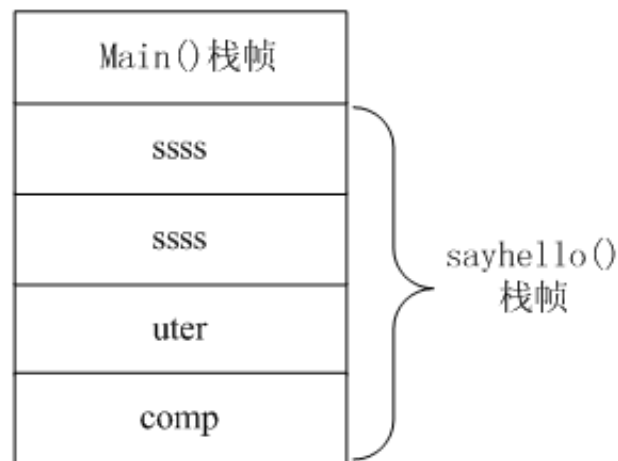 Main()栈帧
ssss
ssss
uter
comp
sayhello()
栈帧